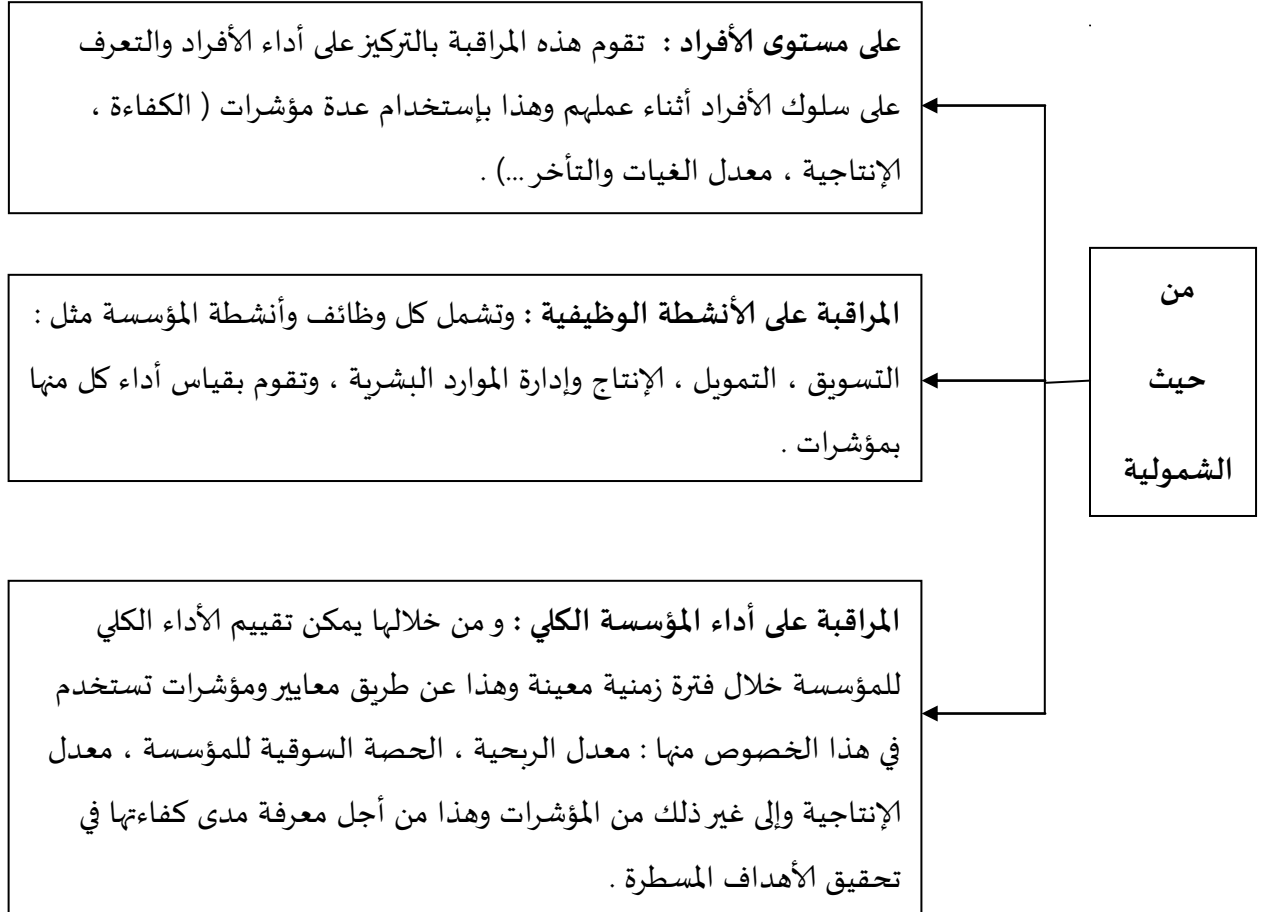 على مستوى الأفراد : تقوم هذه المراقبة بالتركيز على أداء الأفراد والتعرف
على سلوك الأفراد أثناء عملهم وهذا بإستخدام عدة مؤشرات ( الكفاءة ،
الإنتاجية ، معدل الغيات والتأخر ...) .
من
حيث
الشمولية
المراقبة على الأنشطة الوظيفية : وتشمل كل وظائف وأنشطة المؤسسة مثل :
التسويق ، التمويل ، الإنتاج وإدارة الموارد البشرية ، وتقوم بقياس أداء كل منها
بمؤشرات .
المراقبة على أداء المؤسسة الكلي : و من خلالها يمكن تقييم الأداء الكلي
للمؤسسة خلال فترة زمنية معينة وهذا عن طريق معايير ومؤشرات تستخدم
في هذا الخصوص منها : معدل الربحية ، الحصة السوقية للمؤسسة ، معدل
الإنتاجية وإلى غير ذلك من المؤشرات وهذا من أجل معرفة مدى كفاءتها في
تحقيق الأهداف المسطرة .